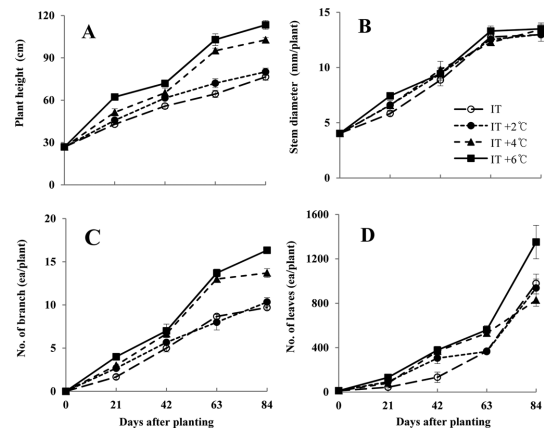 A
Plant height (cm)
120
90
60
30
0
B
Stem diameter (mm/plant)
15
10
5
0
IT
IT +2℃
IT +4℃
IT +6℃
C
No. of branch (ea/plant)
20
15
10
5
0
0 21 42 63 84
Days after planting
D
No. of leaves (ea/plant)
1600
1200
800
400
0
0 21 42 63 84
Days after planting